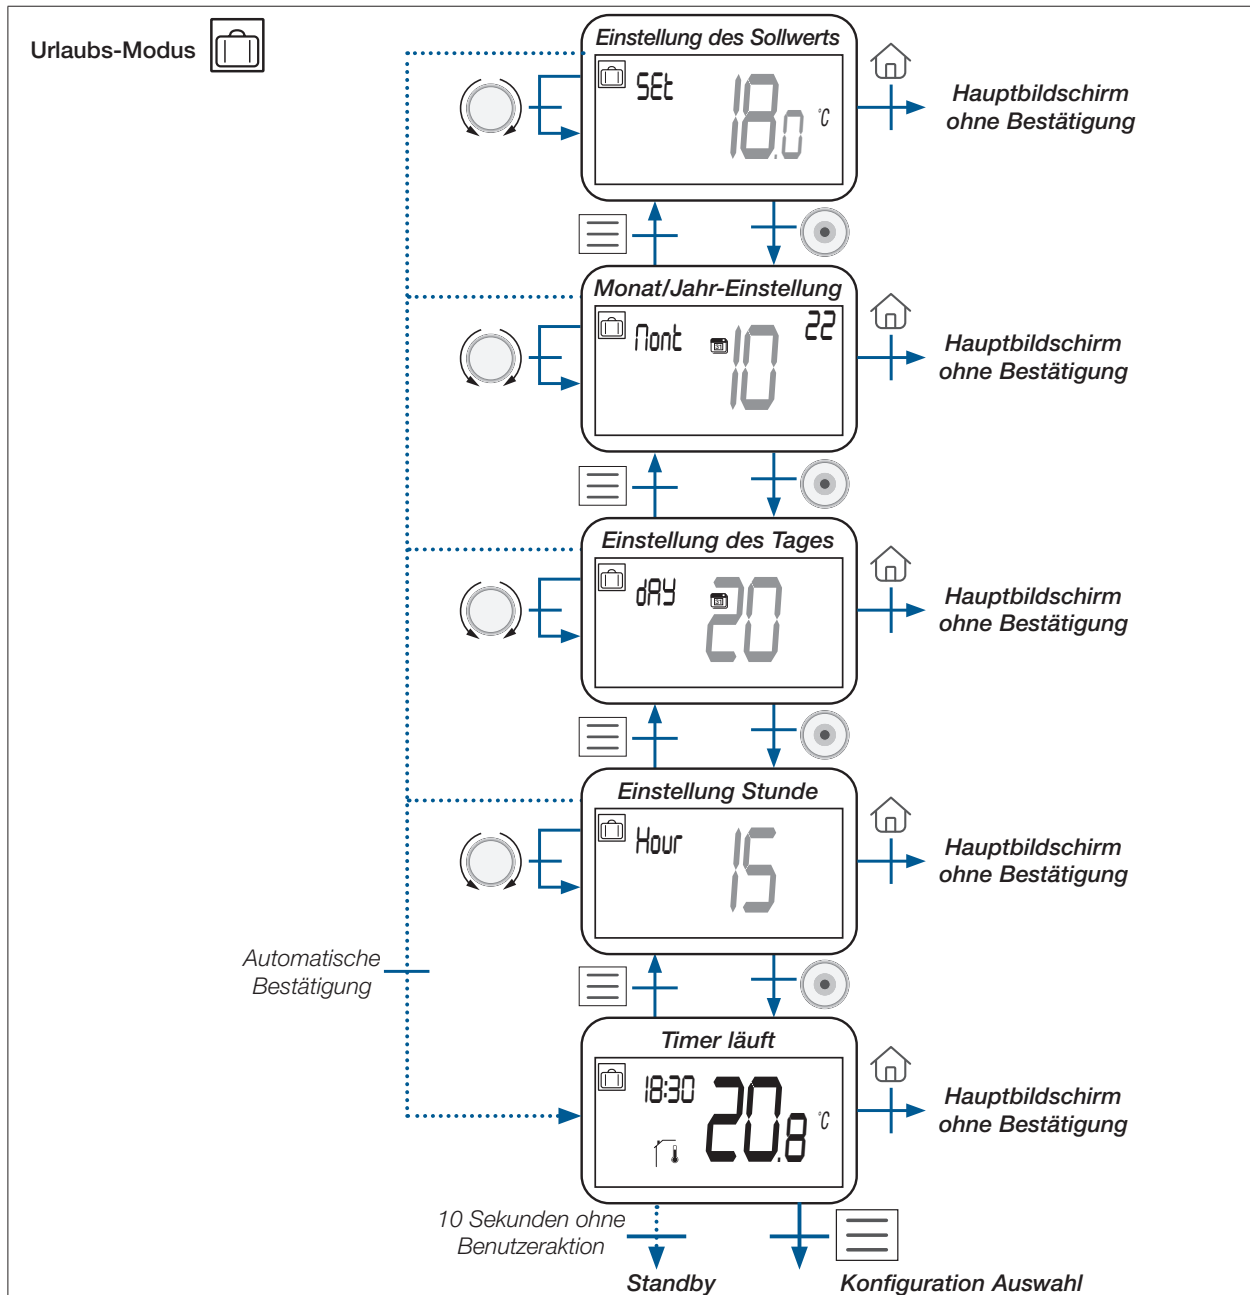 Urlaubs-Modus
Einstellung des Sollwerts
SEt
18.0 °C
Hauptbildschirm
ohne Bestätigung
Monat/Jahr-Einstellung
Mont
31
10
22
Hauptbildschirm
ohne Bestätigung
Einstellung des Tages
dAY
31
20
Hauptbildschirm
ohne Bestätigung
Einstellung Stunde
Hour
15
Hauptbildschirm
ohne Bestätigung
Automatische
Bestätigung
Timer läuft
18:30
20.8 °C
Hauptbildschirm
ohne Bestätigung
10 Sekunden ohne
Benutzeraktion
Standby
Konfiguration Auswahl